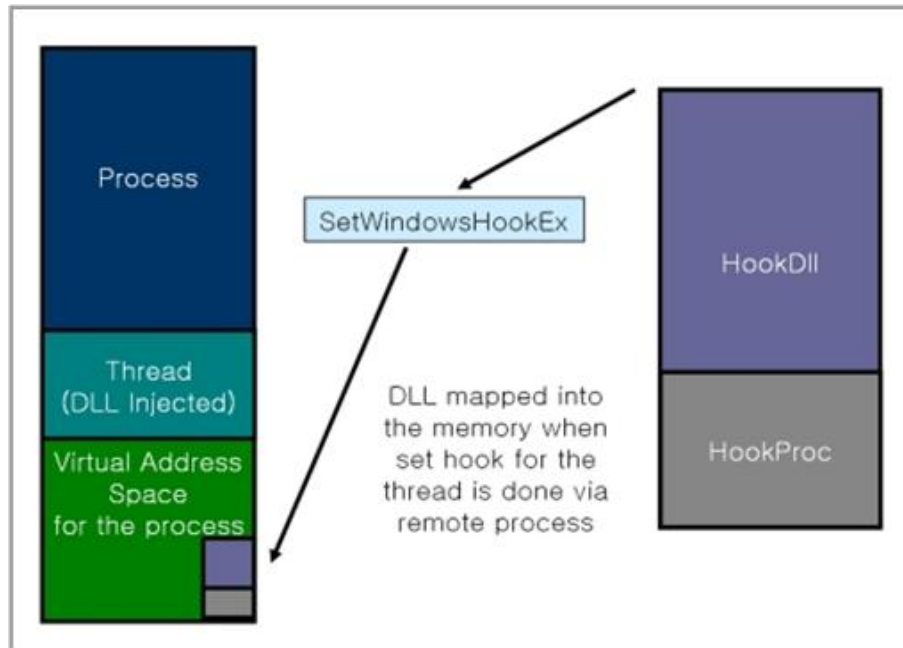 Process
Thread
(DLL Injected)
Virtual Address
Space
for the process
SetWindowsHookEx
DLL mapped into
the memory when
set hook for the
thread is done via
remote process
HookDll
HookProc